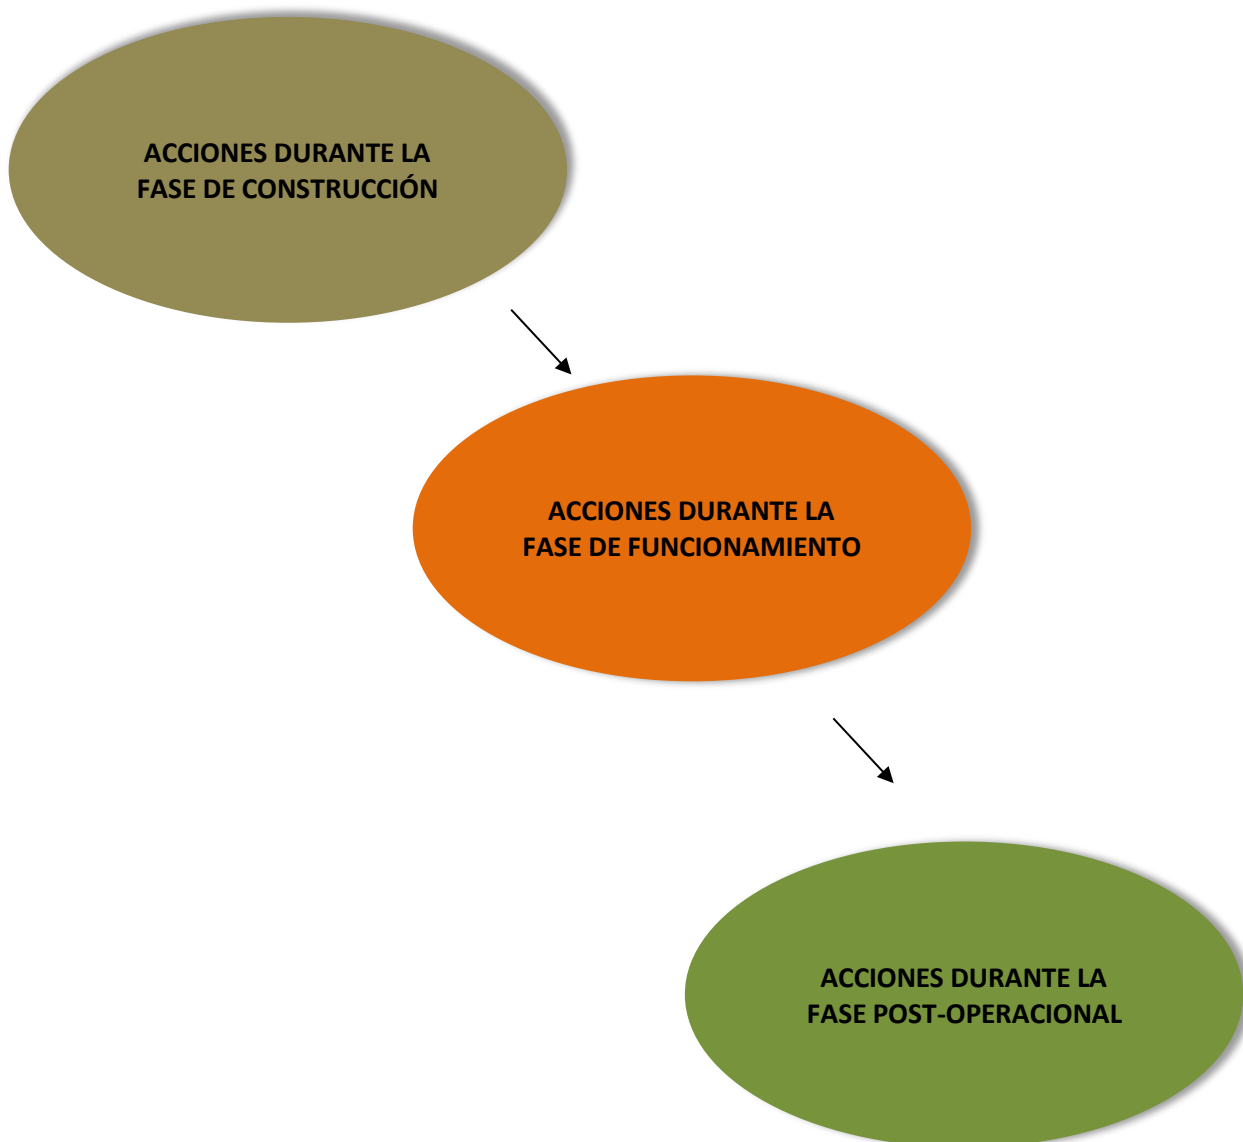 ACCIONES DURANTE LA
FASE DE CONSTRUCCIÓN
ACCIONES DURANTE LA
FASE DE FUNCIONAMIENTO
ACCIONES DURANTE LA
FASE POST-OPERACIONAL